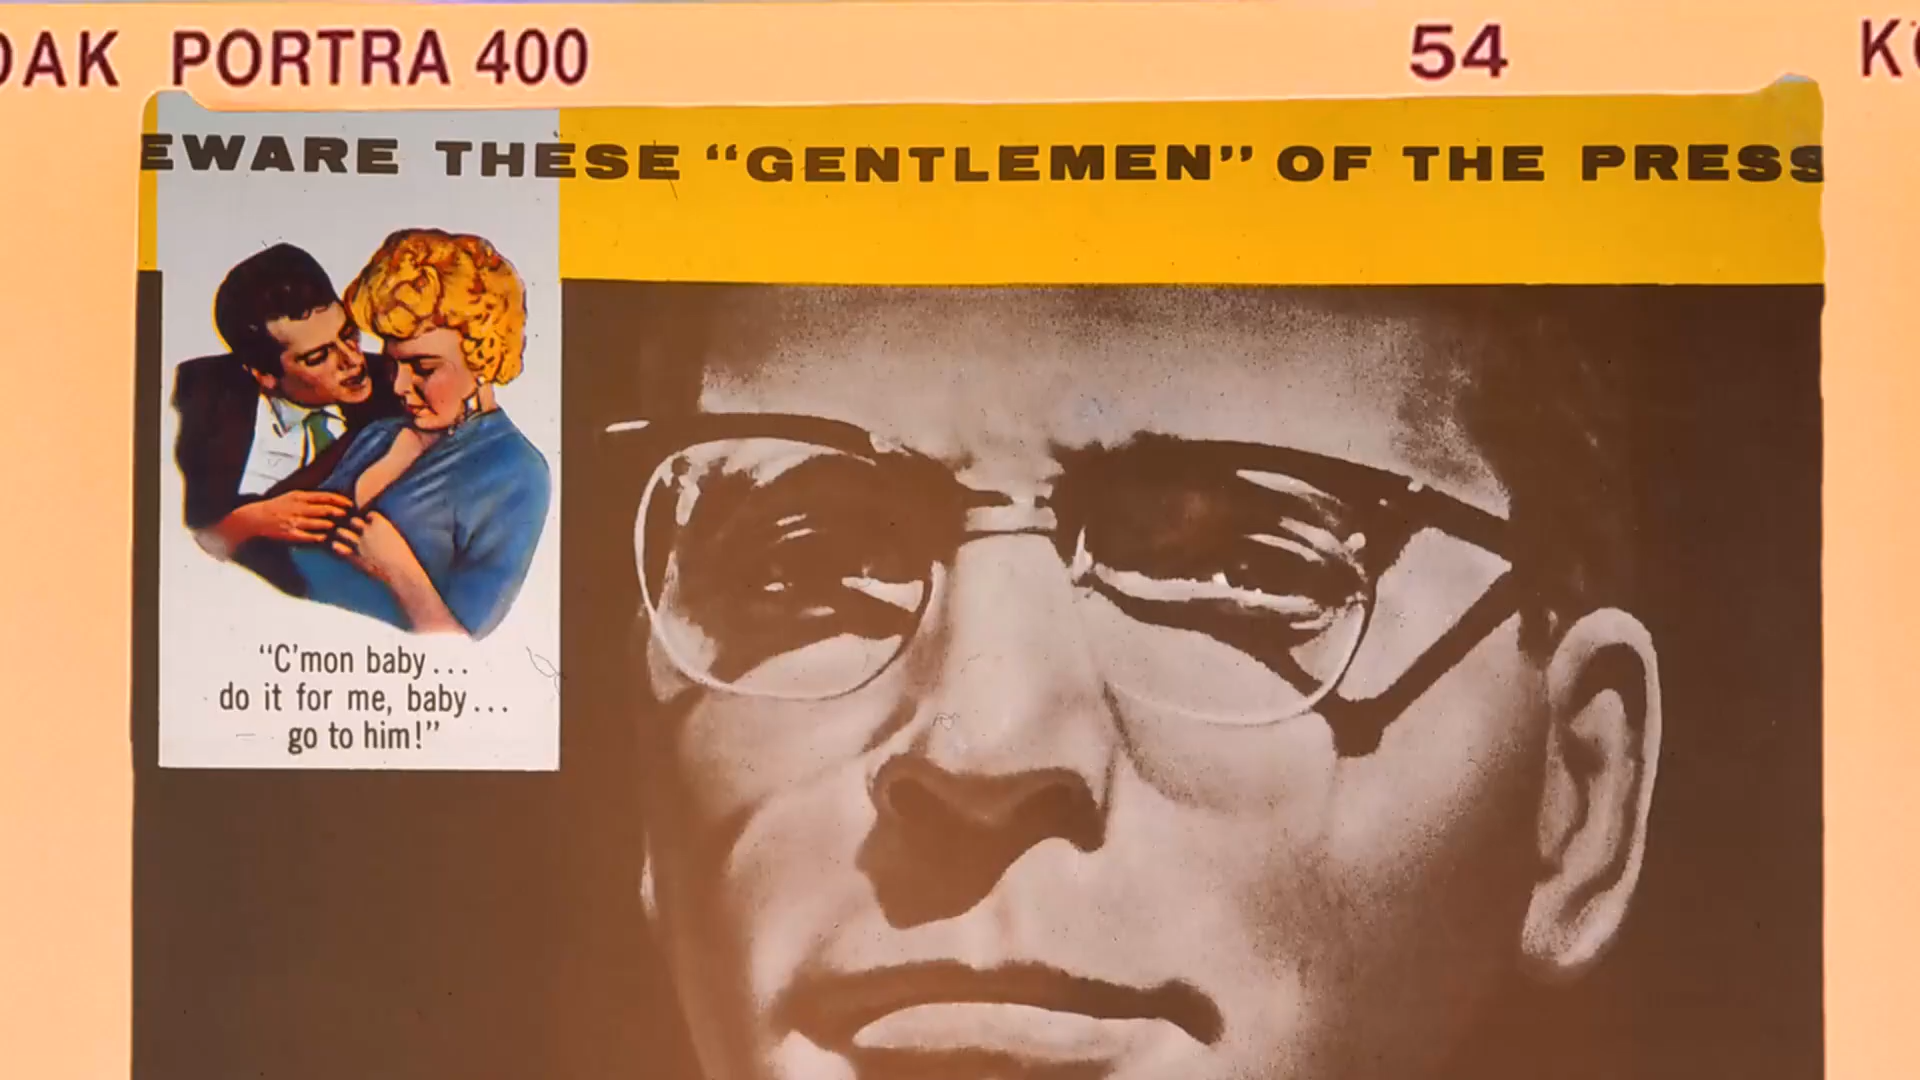 DAK PORTRA 400 54 K
EWARE THESE “GENTLEMEN” OF THE PRESS
“C’mon baby...
do it for me, baby...
go to him!”